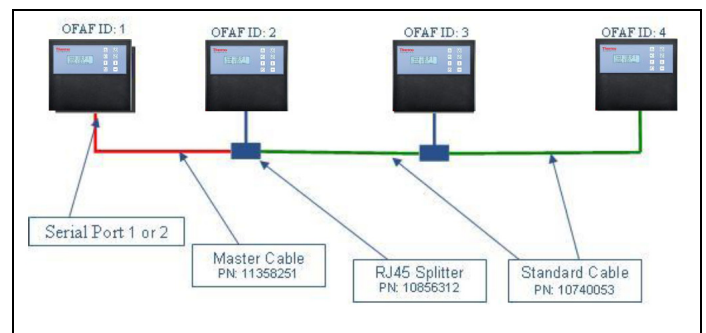 OFAF ID: 1
OFAF ID: 2
OFAF ID: 3
OFAF ID: 4
Serial Port 1 or 2
Master Cable
PN: 11358251
RJ45 Splitter
PN: 10856312
Standard Cable
PN: 10740053